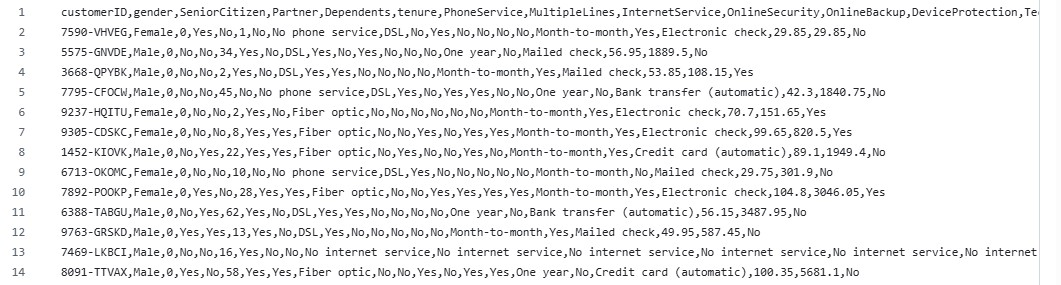 1 customerID,gender,SeniorCitizen,Partner,Dependents,tenure,PhoneService,MultipleLines,InternetService,OnlineSecurity,OnlineBackup,DeviceProtection,Te
2 7590-VHVEG,Female,0,Yes,No,1,No,No phone service,DSL,No,Yes,No,No,No,No,Month-to-month,Yes,Electronic check,29.85,29.85,No
3 5575-GNVDE,Male,0,No,No,34,Yes,No,DSL,Yes,No,Yes,No,No,No,One year,No,Mailed check,56.95,1889.5,No
4 3668-QPYBK,Male,0,No,No,2,Yes,No,DSL,Yes,Yes,No,No,No,No,Month-to-month,Yes,Mailed check,53.85,108.15,Yes
5 7795-CFOCW,Male,0,No,No,45,No,No phone service,DSL,Yes,No,Yes,Yes,No,No,One year,No,Bank transfer (automatic),42.3,1840.75,No
6 9237-HQITU,Female,0,No,No,2,Yes,No,Fiber optic,No,No,No,No,No,No,Month-to-month,Yes,Electronic check,70.7,151.65,Yes
7 9305-CDSKC,Female,0,No,No,8,Yes,Yes,Fiber optic,No,No,Yes,No,Yes,Yes,Month-to-month,Yes,Electronic check,99.65,820.5,Yes
8 1452-KIOVK,Male,0,No,Yes,22,Yes,Yes,Fiber optic,No,Yes,No,No,Yes,No,Month-to-month,Yes,Credit card (automatic),89.1,1949.4,No
9 6713-OKOMC,Female,0,No,No,10,No,No phone service,DSL,Yes,No,No,No,No,No,Month-to-month,No,Mailed check,29.75,301.9,No
10 7892-POOKP,Female,0,Yes,No,28,Yes,Yes,Fiber optic,No,No,Yes,Yes,Yes,Yes,Month-to-month,Yes,Electronic check,104.8,3046.05,Yes
11 6388-TABGU,Male,0,No,Yes,62,Yes,No,DSL,Yes,Yes,No,No,No,No,One year,No,Bank transfer (automatic),56.15,3487.95,No
12 9763-GRSKD,Male,0,Yes,Yes,13,Yes,No,DSL,Yes,No,No,No,No,No,Month-to-month,Yes,Mailed check,49.95,587.45,No
13 7469-LKBCI,Male,0,No,No,16,Yes,No,No,No internet service,No internet service,No internet service,No internet service,No internet service,No internet
14 8091-TTVAX,Male,0,Yes,No,58,Yes,Yes,Fiber optic,No,No,Yes,No,Yes,Yes,One year,No,Credit card (automatic),100.35,5681.1,No